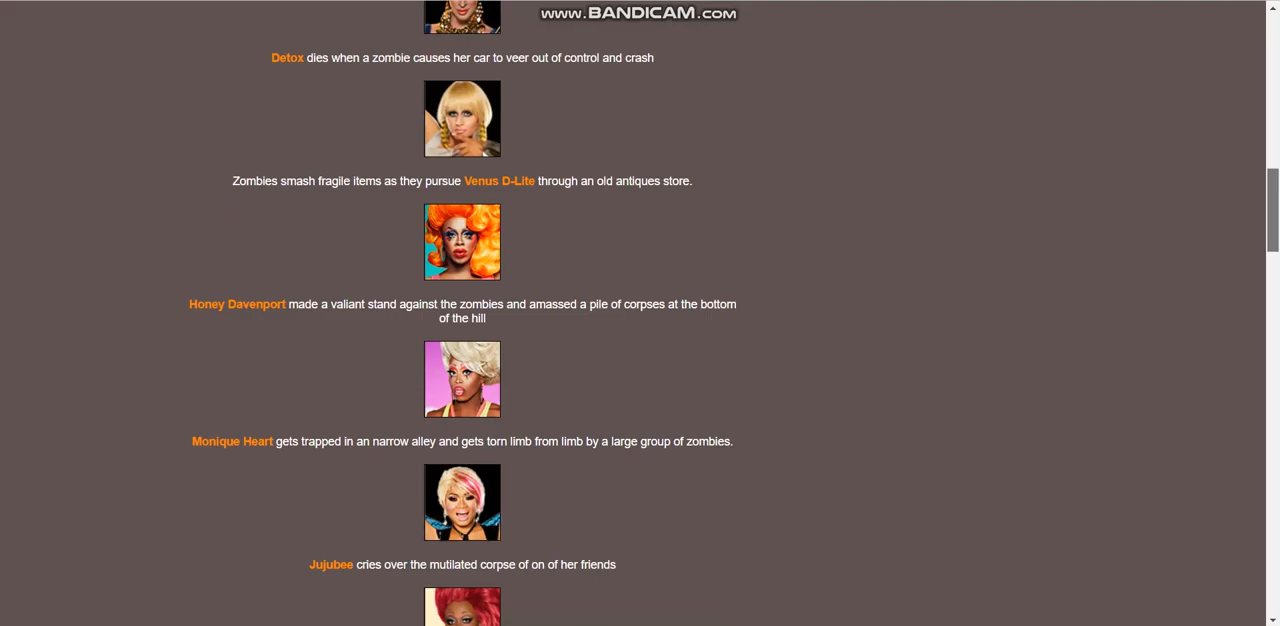 www.BANDICAM.com
Detox dies when a zombie causes her car to veer out of control and crash
Zombies smash fragile items as they pursue Venus D-Lite through an old antiques store.
Honey Davenport made a valiant stand against the zombies and amassed a pile of corpses at the bottom
of the hill
Monique Heart gets trapped in an narrow alley and gets torn limb from limb by a large group of zombies.
Jujubee cries over the mutilated corpse of on of her friends